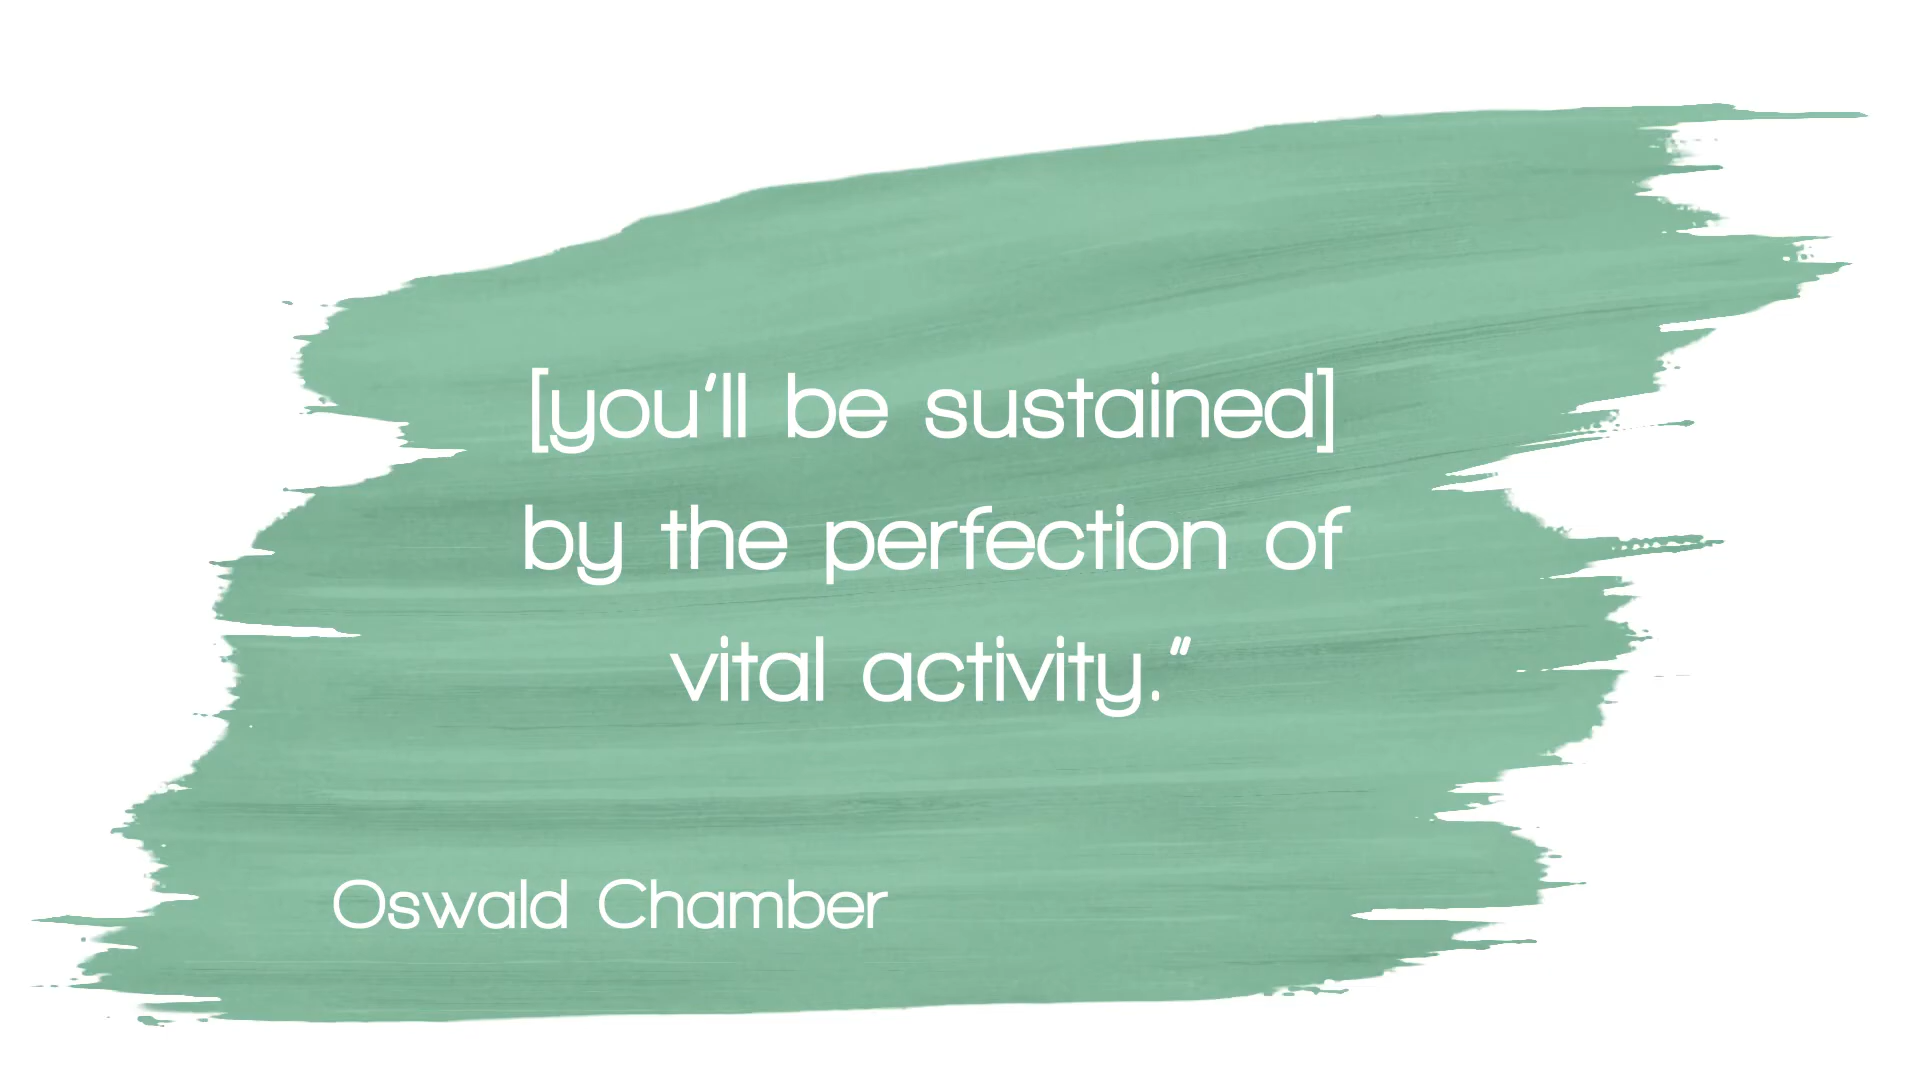 [you'll be sustained]
by the perfection of
vital activity."
Oswald Chamber